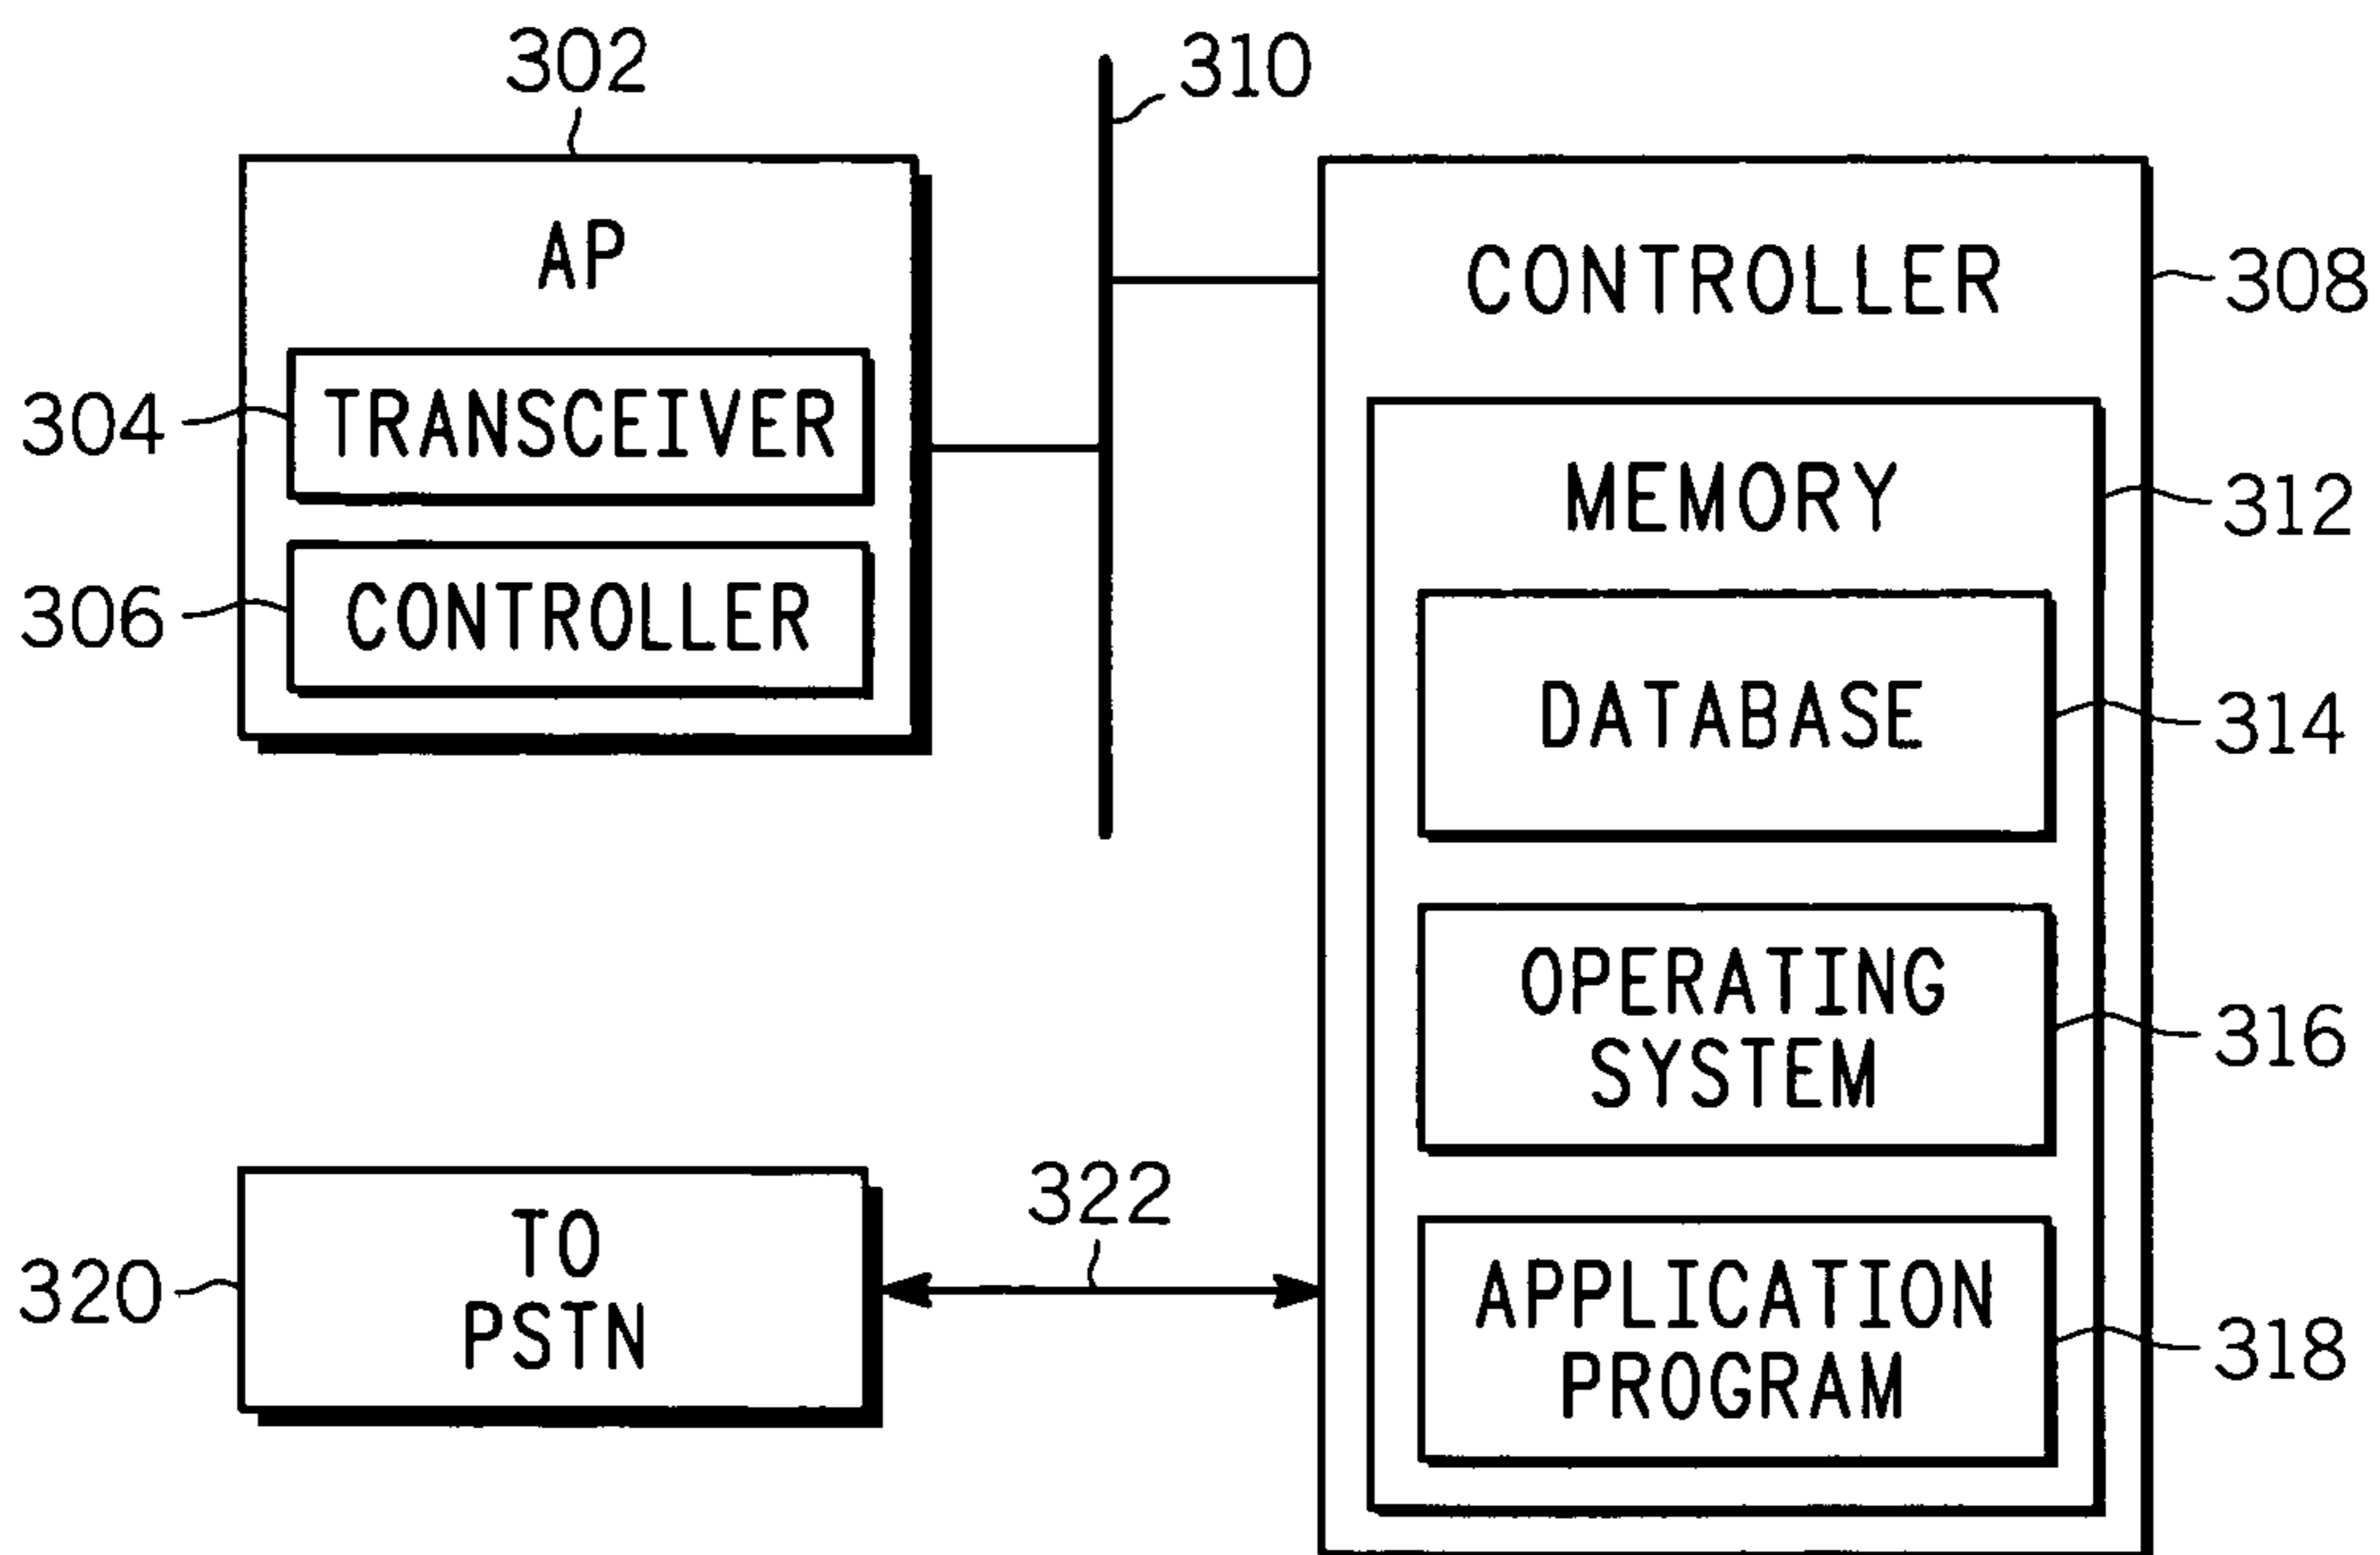 302
310
AP
CONTROLLER
308
304
TRANSCEIVER
MEMORY
312
306
CONTROLLER
DATABASE
314
OPERATING
SYSTEM
316
322
320
TO
PSTN
APPLICATION
PROGRAM
318